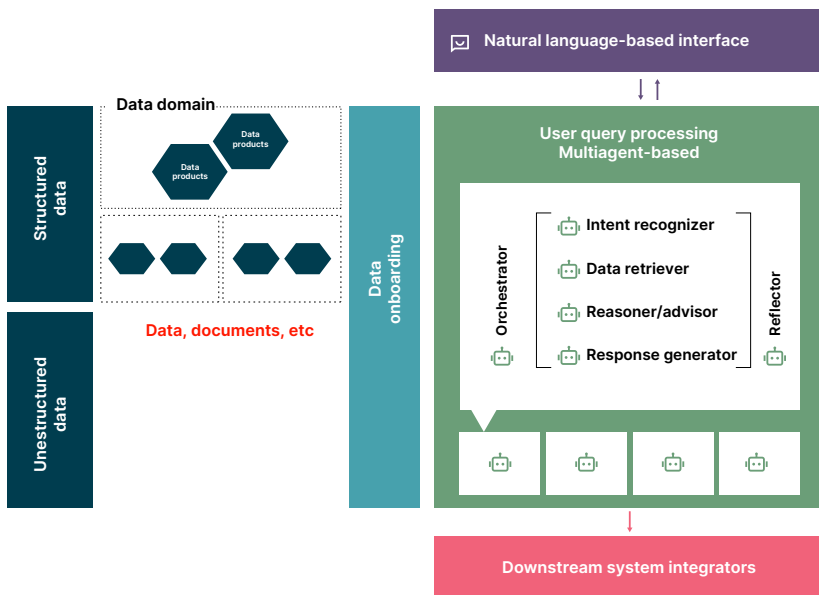 Natural language-based interface
Data domain
Data
products
Data
products
Structured
data
Data
onboarding
Data, documents, etc
Unestructured
data
User query processing
Multiagent-based
Orchestrator
Intent recognizer
Data retriever
Reasoner/advisor
Response generator
Reflector
Downstream system integrators